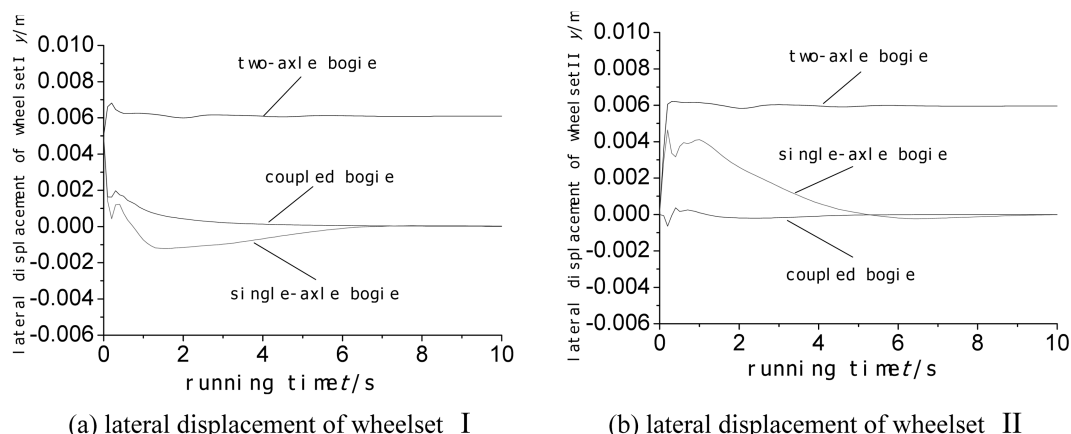 lateral displacement of wheelset I y/m
0.010
0.008
0.006
0.004
0.002
0.000
-0.002
-0.004
-0.006
two-axle bogie
coupled bogie
single-axle bogie
0 2 4 6 8 10
running time t/s
(a) lateral displacement of wheelset I
lateral displacement of wheelset II y/m
0.010
0.008
0.006
0.004
0.002
0.000
-0.002
-0.004
-0.006
two-axle bogie
single-axle bogie
coupled bogie
0 2 4 6 8 10
running time t/s
(b) lateral displacement of wheelset II